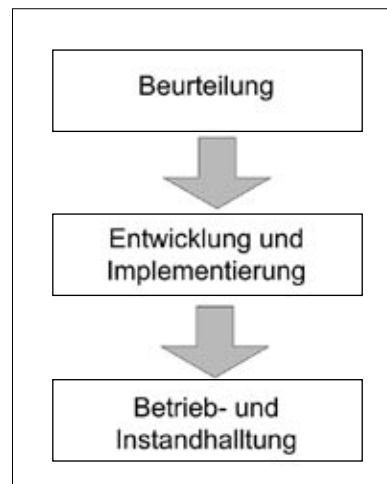 Beurteilung
Entwicklung und
Implementierung
Betrieb- und
Instandhalltung